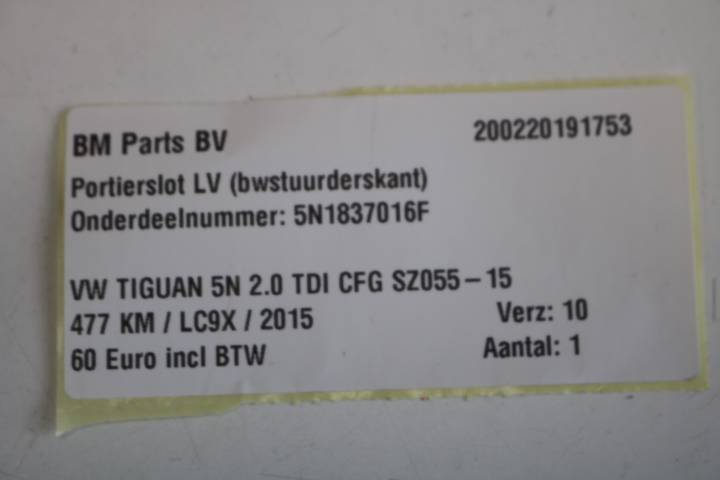 BM Parts BV 200220191753
Portierslot LV (bwstuurderskant)
Onderdeelnummer: 5N1837016F
VW TIGUAN 5N 2.0 TDI CFG SZ055-15
477 KM / LC9X / 2015 Verz: 10
60 Euro incl BTW Aantal: 1